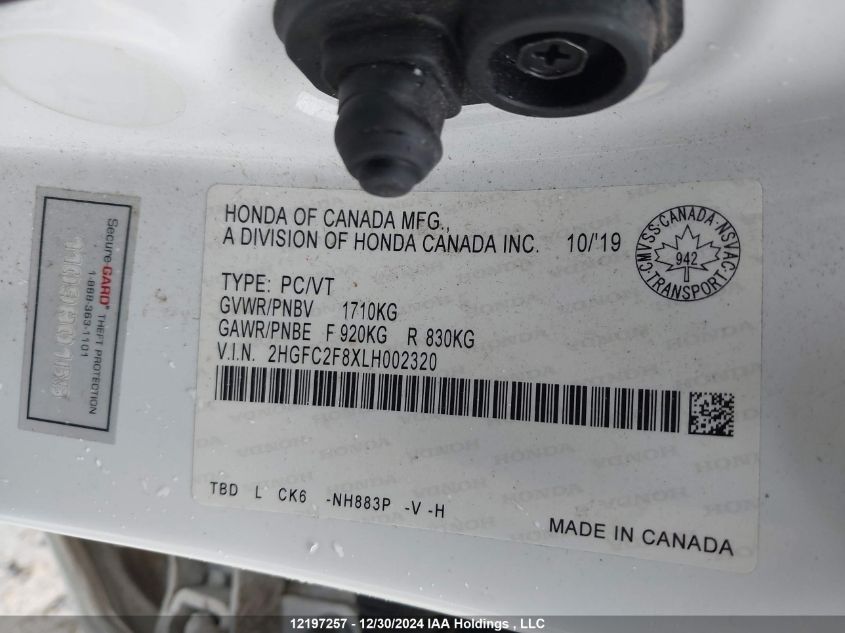 HONDA OF CANADA MFG.,
A DIVISION OF HONDA CANADA INC. 10/'19
CMVSS·CANADA·NSVAC·TRANSPORT·
942
TYPE: PC/VT
GVWR/PNBV 1710KG
GAWR/PNBE F 920KG R 830KG
V.I.N. 2HGFC2F8XLH002320
TBD L CK6 -NH883P -V -H
MADE IN CANADA
SecureGARD® THEFT PROTECTION
1-888-363-1101
12197257 - 12/30/2024 IAA Holdings , LLC